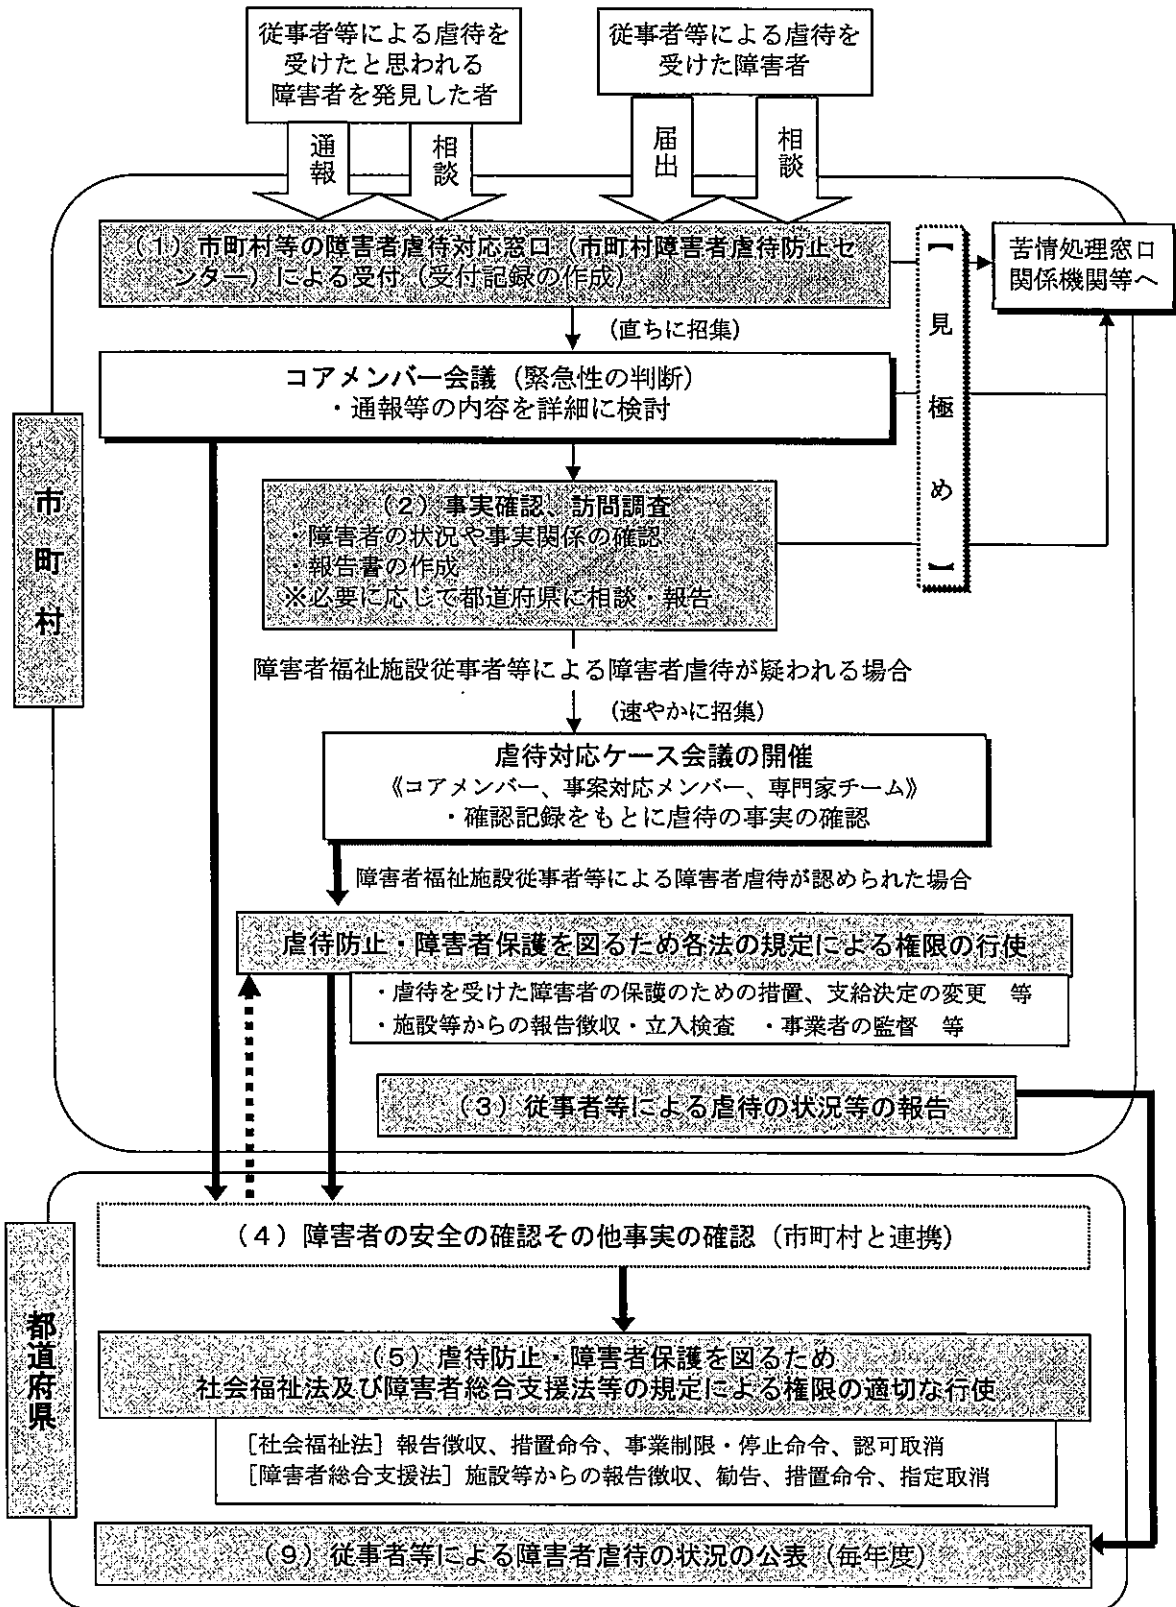 従事者等による虐待を
受けたと思われる
障害者を発見した者
従事者等による虐待を
受けた障害者
通報
相談
届出
相談
(1)市町村等の障害者虐待対応窓口(市町村障害者虐待防止セ
ンター)による受付(受付記録の作成)
【見極め】
苦情処理窓口
関係機関等へ
(直ちに招集)
コアメンバー会議(緊急性の判断)
・通報等の内容を詳細に検討
市町村
(2)事実確認、訪問調査
・障害者の状況や事実関係の確認
・報告書の作成
※必要に応じて都道府県に相談・報告
障害者福祉施設従事者等による障害者虐待が疑われる場合
(速やかに招集)
虐待対応ケース会議の開催
《コアメンバー、事案対応メンバー、専門家チーム》
・確認記録をもとに虐待の事実の確認
障害者福祉施設従事者等による障害者虐待が認められた場合
虐待防止・障害者保護を図るため各法の規定による権限の行使
・虐待を受けた障害者の保護のための措置、支給決定の変更 等
・施設等からの報告徴収・立入検査 ・事業者の監督 等
(3)従事者等による虐待の状況等の報告
都道府県
(4)障害者の安全の確認その他事実の確認(市町村と連携)
(5)虐待防止・障害者保護を図るため
社会福祉法及び障害者総合支援法等の規定による権限の適切な行使
[社会福祉法]報告徴収、措置命令、事業制限・停止命令、認可取消
[障害者総合支援法]施設等からの報告徴収、勧告、措置命令、指定取消
(9)従事者等による障害者虐待の状況の公表(毎年度)